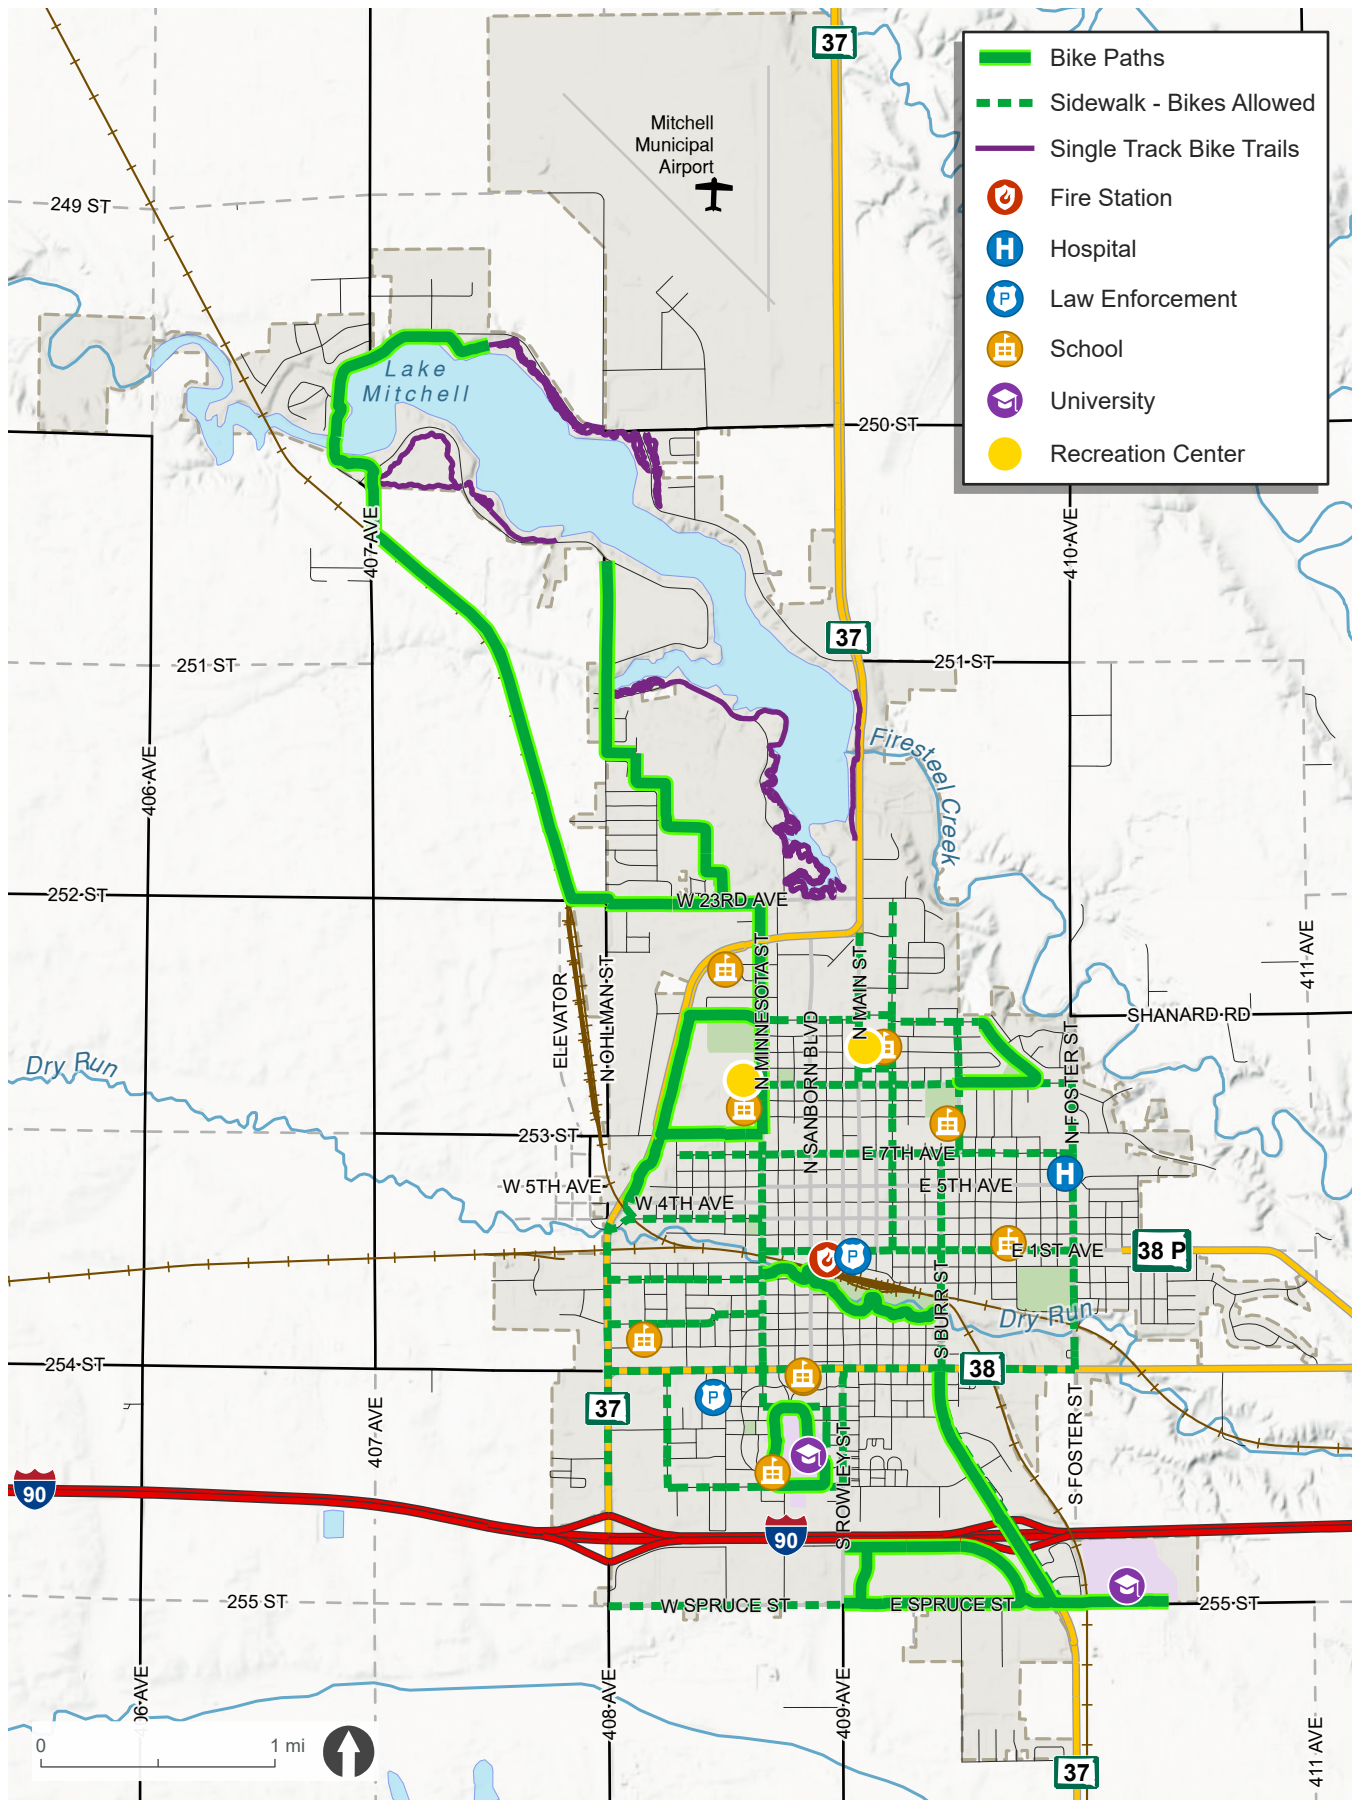 37
Bike Paths
Sidewalk - Bikes Allowed
Single Track Bike Trails
Fire Station
H
Hospital
P
Law Enforcement
School
University
Recreation Center
Mitchell
Municipal
Airport
249 ST
Lake
Mitchell
250 ST
407 AVE
410 AVE
37
251 ST
251 ST
Firesteel Creek
406 AVE
252 ST
W 23RD AVE
411 AVE
ELEVATOR
N OHLMAN ST
N MINNESOTA ST
N MAIN ST
N SANBORN BLVD
SHANARD RD
N FOSTER ST
Dry Run
253 ST
E 7TH AVE
H
W 5TH AVE
E 5TH AVE
W 4TH AVE
P
E 1ST AVE
38 P
Dry Run
S BURR ST
254 ST
38
37
P
407 AVE
S ROWLEY ST
S FOSTER ST
90
90
255 ST
W SPRUCE ST
E SPRUCE ST
255 ST
06 AVE
408 AVE
409 AVE
411 AVE
0
1 mi
37